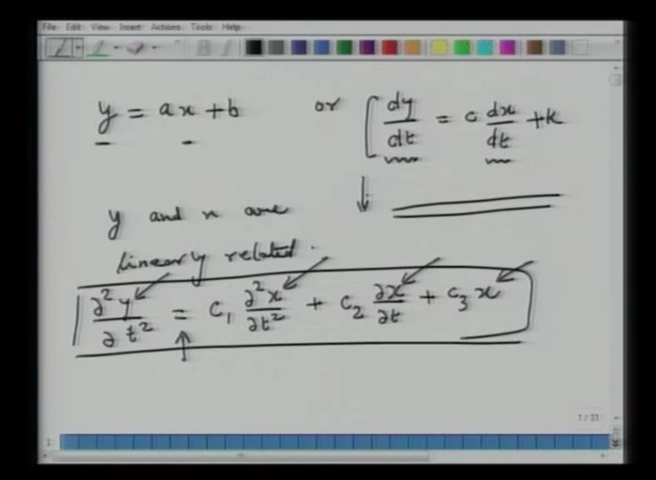 File Edit View Insert Actions Tools Help
y = ax + b or dy/dt = c dx/dt + k
y and x are
linearly related.
∂²y/∂t² = c₁ ∂²x/∂t² + c₂ ∂x/∂t + c₃ x
1/31